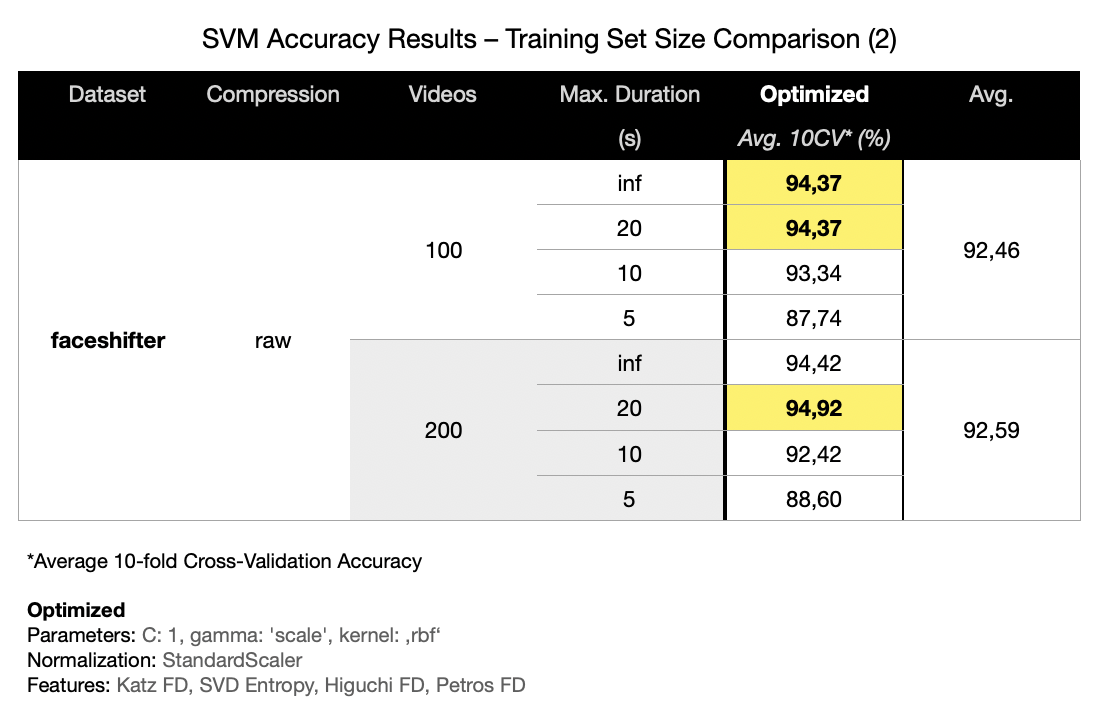 SVM Accuracy Results – Training Set Size Comparison (2)
Dataset Compression Videos Max. Duration (s) Optimized Avg. 10CV* (%) Avg.
faceshifter raw
100 92,46
inf 94,37
20 94,37
10 93,34
5 87,74
200 92,59
inf 94,42
20 94,92
10 92,42
5 88,60
*Average 10-fold Cross-Validation Accuracy
Optimized
Parameters: C: 1, gamma: 'scale', kernel: ‚rbf‘
Normalization: StandardScaler
Features: Katz FD, SVD Entropy, Higuchi FD, Petros FD